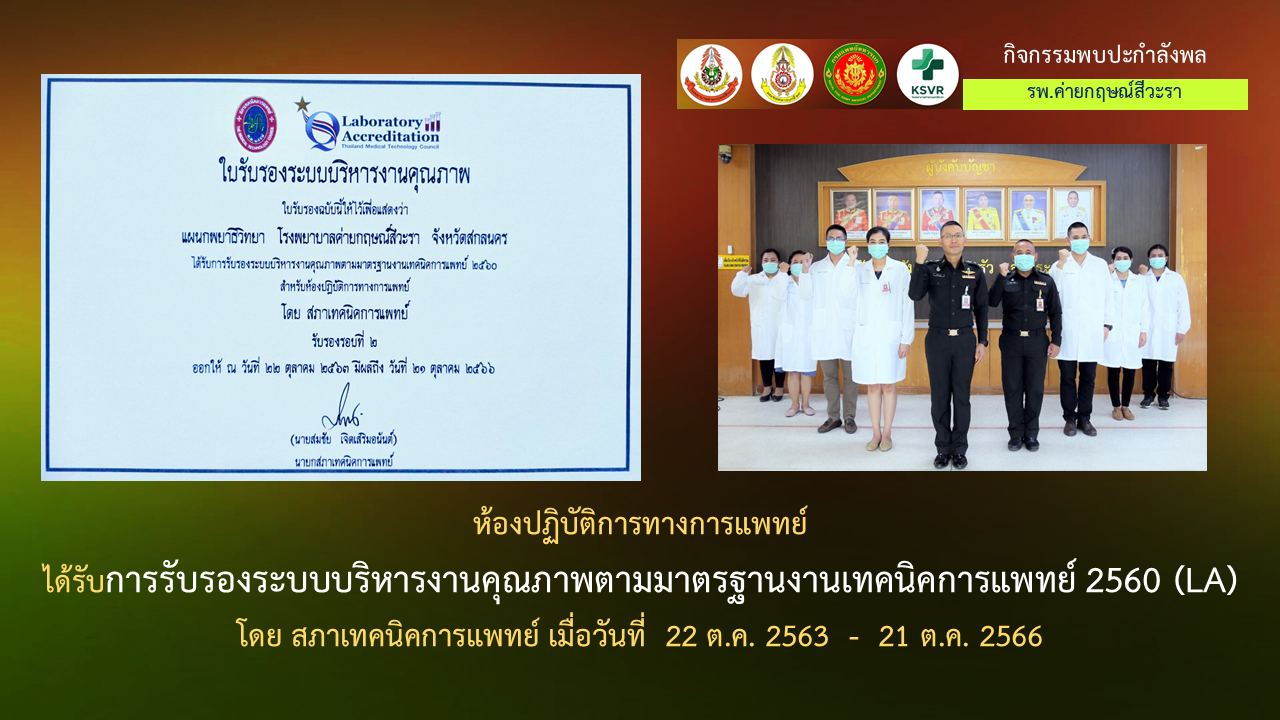 กิจกรรมพบปะกำลังพล
รพ.ค่ายกฤษณ์สีวะรา
KSVR
Laboratory
Accreditation
Thailand Medical Technology Council
ใบรับรองระบบบริหารงานคุณภาพ
ใบรับรองฉบับนี้ให้ไว้เพื่อแสดงว่า
แผนกพยาธิวิทยา โรงพยาบาลค่ายกฤษณ์สีวะรา จังหวัดสกลนคร
ได้รับการรับรองระบบบริหารงานคุณภาพตามมาตรฐานงานเทคนิคการแพทย์ ๒๕๖๐
สำหรับห้องปฏิบัติการทางการแพทย์
โดย สภาเทคนิคการแพทย์
รับรองรอบที่ ๒
ออกให้ ณ วันที่ ๒๒ ตุลาคม ๒๕๖๓ มีผลถึง วันที่ ๒๑ ตุลาคม ๒๕๖๖
(นายสมชัย เจิดเสริมอนันต์)
นายกสภาเทคนิคการแพทย์
ผู้บังคับบัญชา
ห้องปฏิบัติการทางการแพทย์
ได้รับการรับรองระบบบริหารงานคุณภาพตามมาตรฐานงานเทคนิคการแพทย์ 2560 (LA)
โดย สภาเทคนิคการแพทย์ เมื่อวันที่ 22 ต.ค. 2563 - 21 ต.ค. 2566